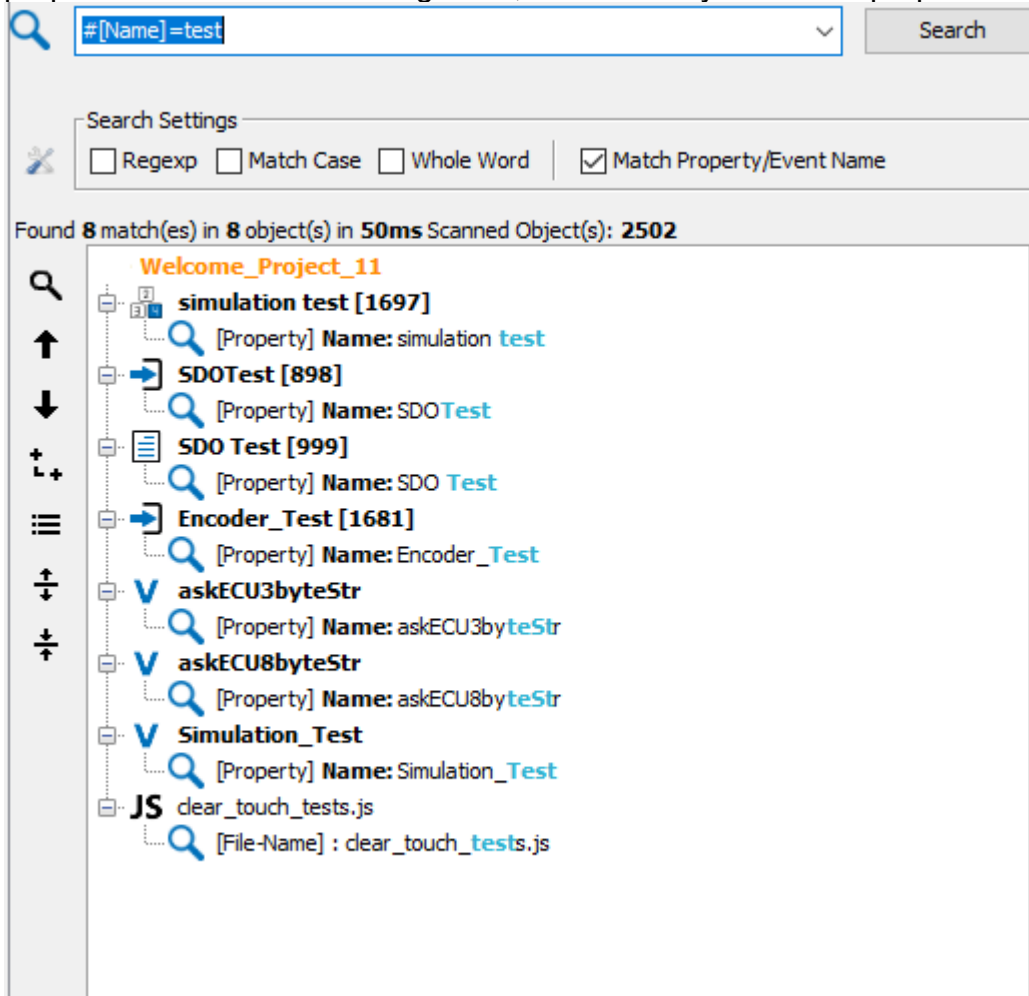 #[Name]=test
Search
Search Settings
Regexp Match Case Whole Word Match Property/Event Name
Found 8 match(es) in 8 object(s) in 50ms Scanned Object(s): 2502
Welcome_Project_11
simulation test [1697]
[Property] Name: simulation test
SDOTest [898]
[Property] Name: SDOTest
SDO Test [999]
[Property] Name: SDO Test
Encoder_Test [1681]
[Property] Name: Encoder_Test
V askECU3byteStr
[Property] Name: askECU3byteStr
V askECU8byteStr
[Property] Name: askECU8byteStr
V Simulation_Test
[Property] Name: Simulation_Test
JS clear_touch_tests.js
[File-Name] : clear_touch_tests.js